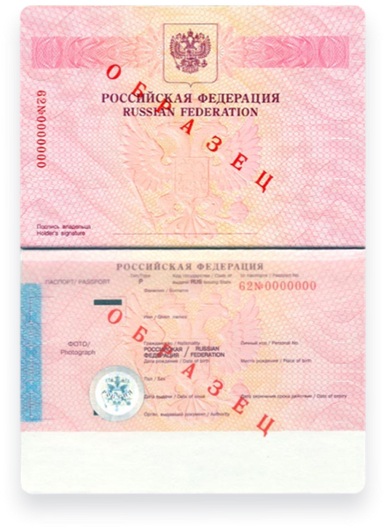 ОБРАЗЕЦ
РОССИЙСКАЯ ФЕДЕРАЦИЯ
RUSSIAN FEDERATION
62№0000000
Подпись владельца
Holder's signature
РОССИЙСКАЯ ФЕДЕРАЦИЯ
ПАСПОРТ/ PASSPORT
Тип/Type
P
Код государства / Code of
выдачи RUS issuing State
№ паспорта / Passport No.
62№0000000
Фамилия / Surname
ОБРАЗЕЦ
Имя / Given names
ФОТО/
Photograph
Гражданство / Nationality
Личный код / Personal No.
РОССИЙСКАЯ / RUSSIAN
ФЕДЕРАЦИЯ / FEDERATION
Дата рождения / Date of birth
Место рождения / Place of birth
Пол / Sex
Дата выдачи / Date of issue
Дата окончания срока действия / Date of expiry
Орган, выдавший документ / Authority